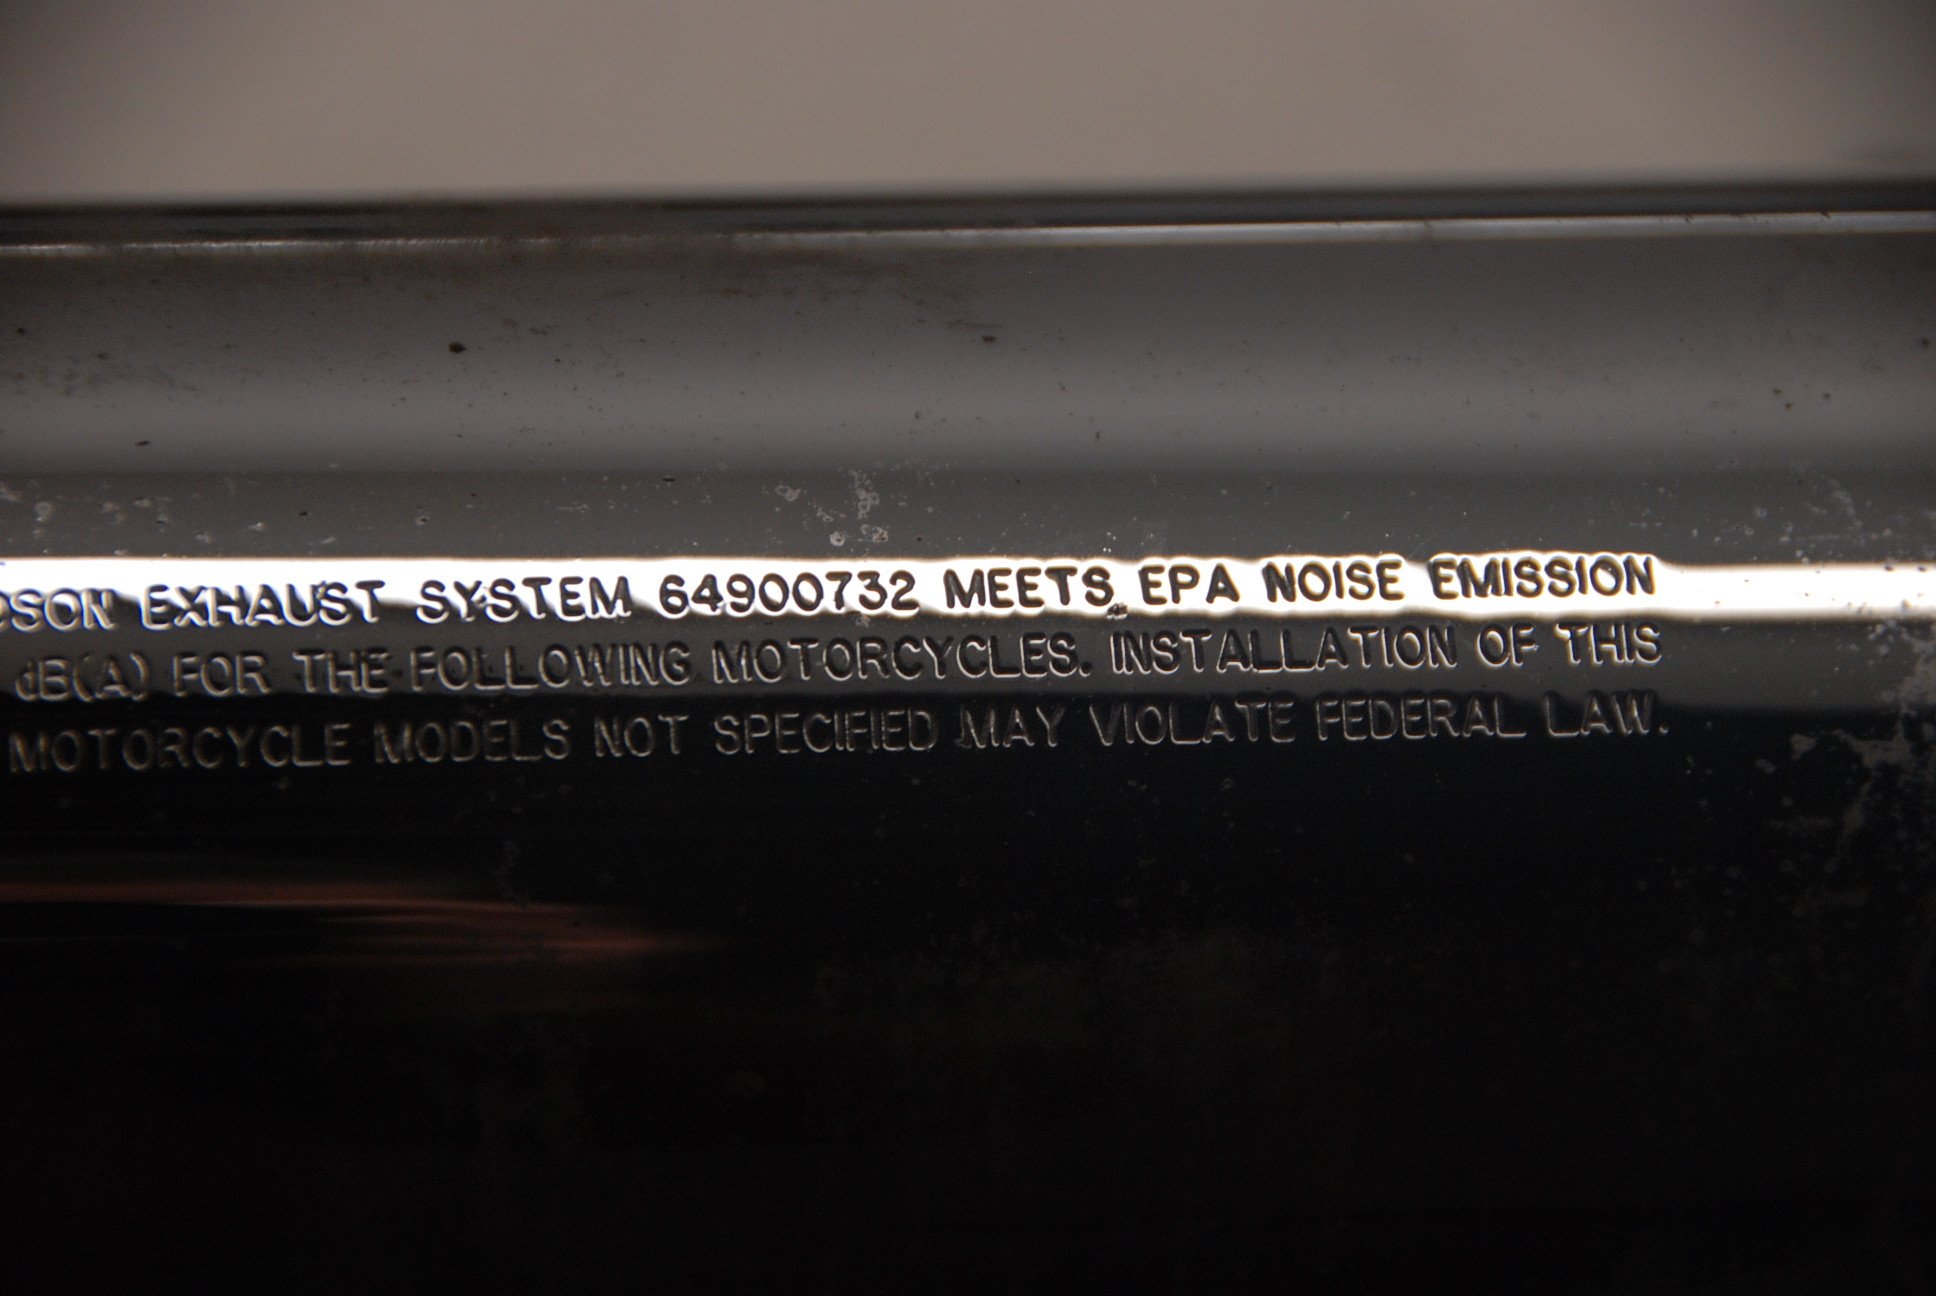 DSON EXHAUST SYSTEM 64900732 MEETS EPA NOISE EMISSION
dB(A) FOR THE FOLLOWING MOTORCYCLES. INSTALLATION OF THIS
MOTORCYCLE MODELS NOT SPECIFIED MAY VIOLATE FEDERAL LAW.